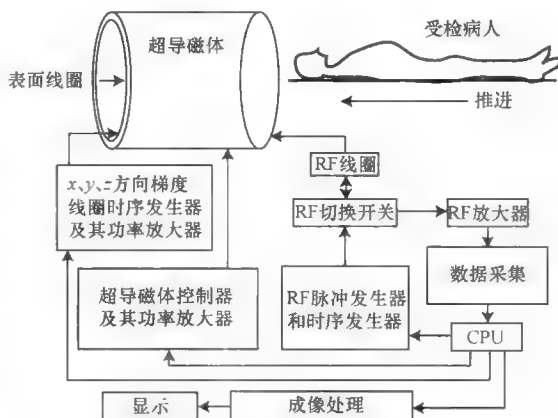 超导磁体
受检病人
表面线圈
推进
RF线圈
x、y、z方向梯度
线圈时序发生器
及其功率放大器
RF切换开关
RF放大器
超导磁体控制器
及其功率放大器
RF脉冲发生器
和时序发生器
数据采集
CPU
显示
成像处理